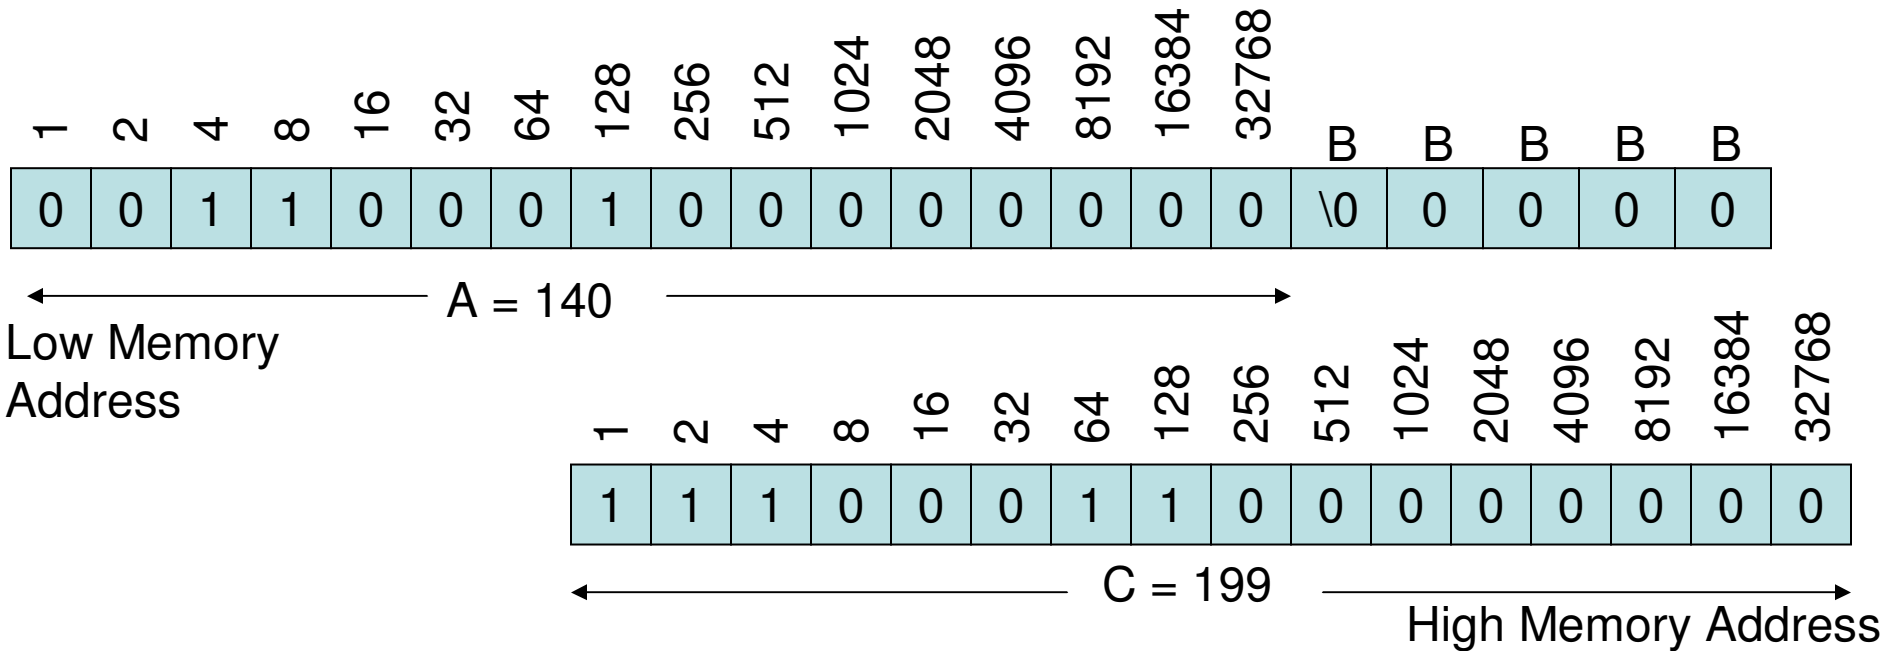 1 2 4 8 16 32 64 128 256 512 1024 2048 4096 8192 16384 32768
B B B B B
0 0 1 1 0 0 0 1 0 0 0 0 0 0 0 0 \0 0 0 0 0
A = 140
Low Memory
Address
1 2 4 8 16 32 64 128 256 512 1024 2048 4096 8192 16384 32768
1 1 1 0 0 0 1 1 0 0 0 0 0 0 0 0
C = 199
High Memory Address